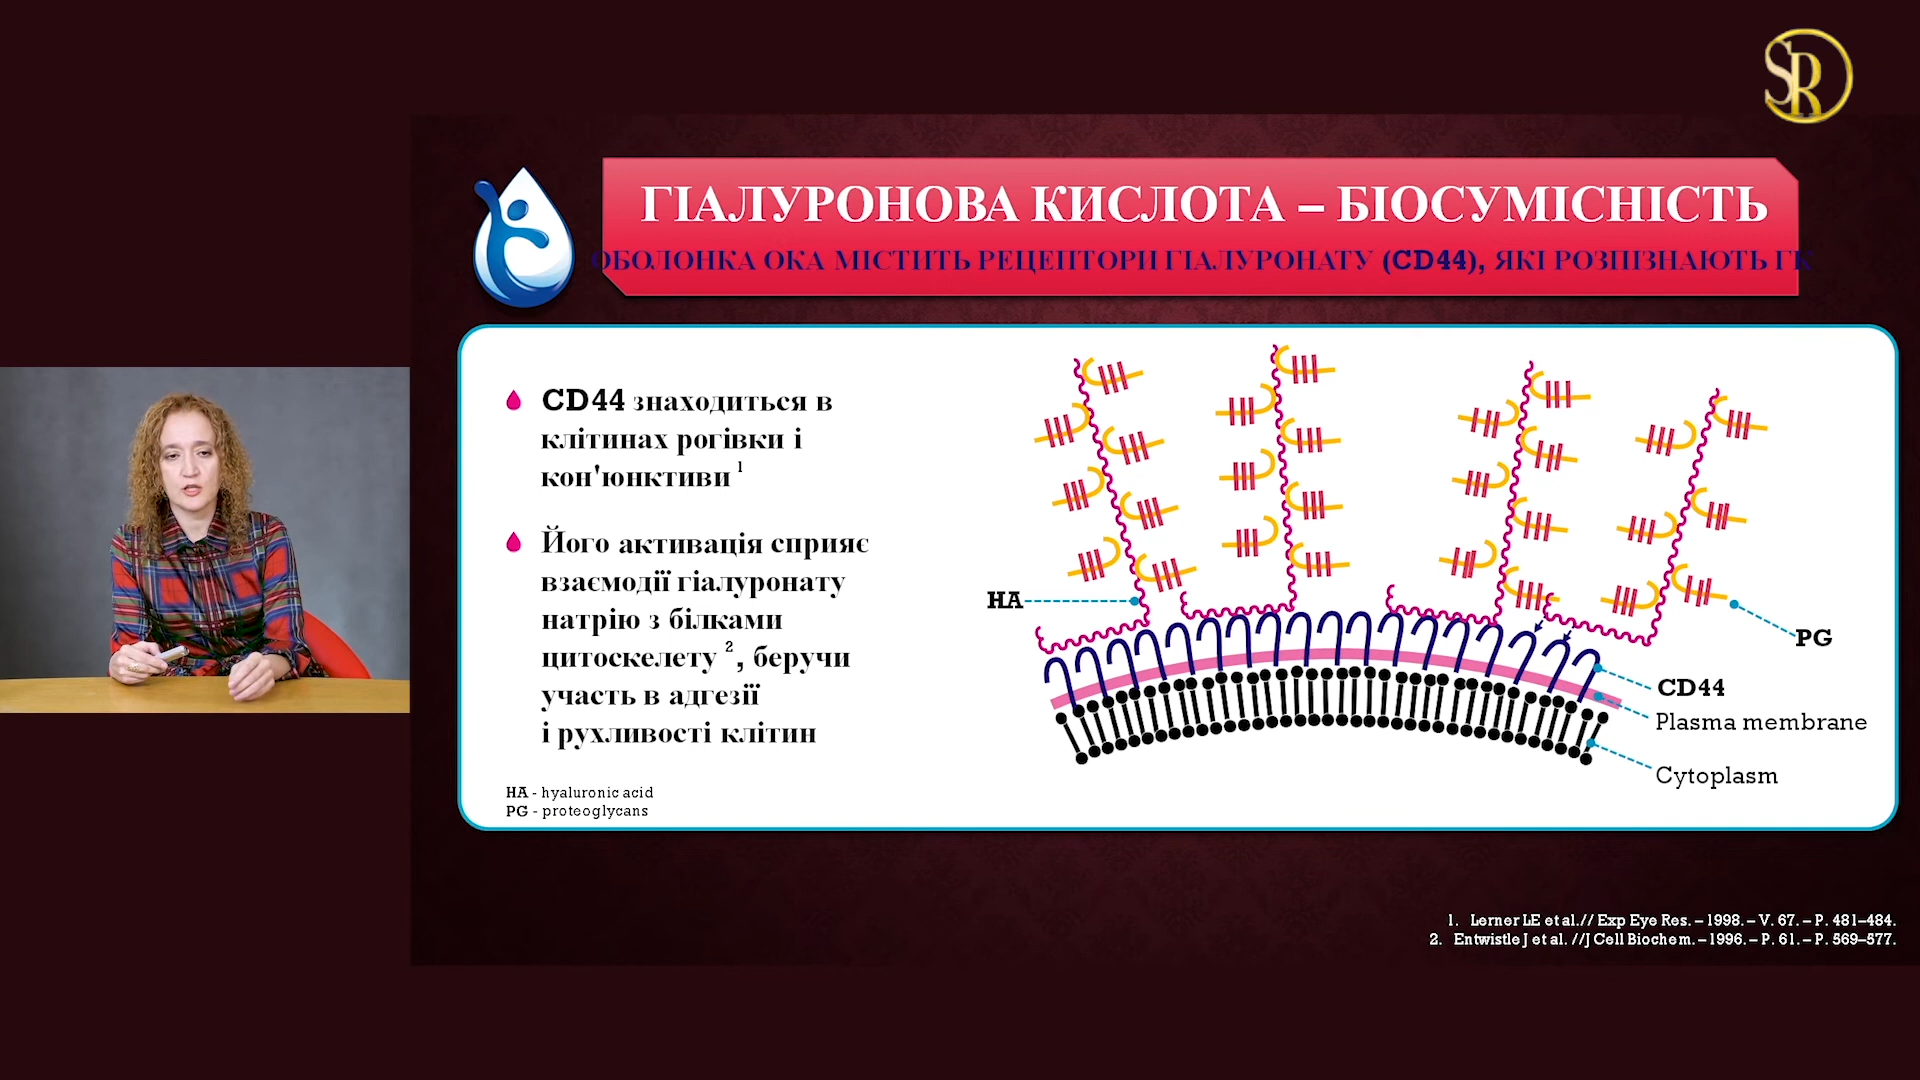 SR
ГІАЛУРОНОВА КИСЛОТА – БІОСУМІСНІСТЬ
ОБОЛОНКА ОКА МІСТИТЬ РЕЦЕПТОРИ ГІАЛУРОНАТУ (CD44), ЯКІ РОЗПІЗНАЮТЬ ГК
CD44 знаходиться в
клітинах рогівки і
кон'юнктиви 1
Його активація сприяє
взаємодії гіалуронату
натрію з білками
цитоскелету 2, беручи
участь в адгезії
і рухливості клітин
HA - hyaluronic acid
PG - proteoglycans
HA
PG
CD44
Plasma membrane
Cytoplasm
1. Lerner LE et al.// Exp Eye Res. – 1998. – V. 67. – P. 481–484.
2. Entwistle J et al. //J Cell Biochem. – 1996. – P. 61. – P. 569–577.